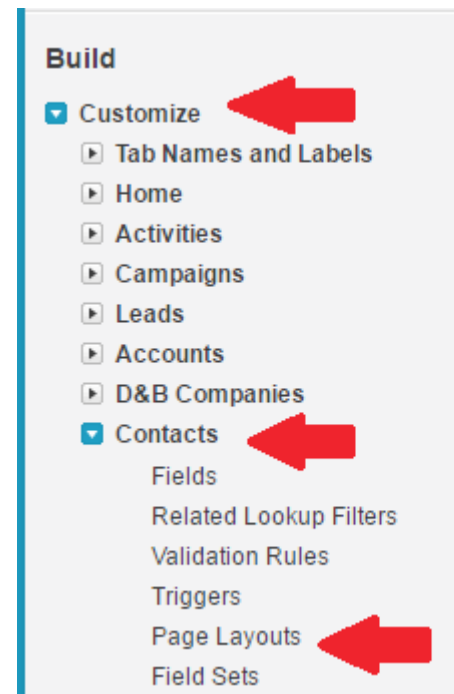 Build
Customize
Tab Names and Labels
Home
Activities
Campaigns
Leads
Accounts
D&B Companies
Contacts
Fields
Related Lookup Filters
Validation Rules
Triggers
Page Layouts
Field Sets